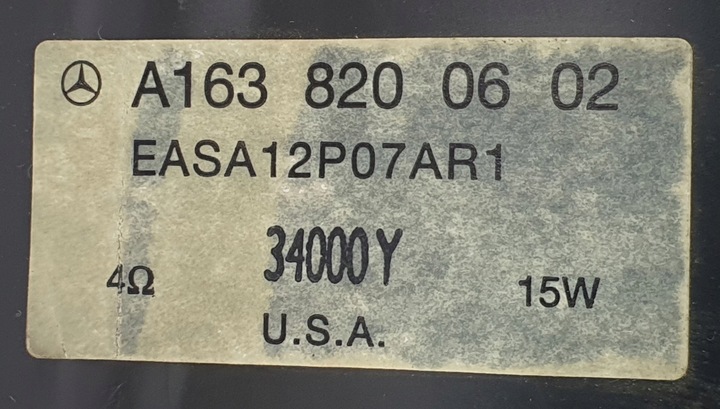 A163 820 06 02
EASA12P07AR1
34000Y
4Ω 15W
U.S.A.